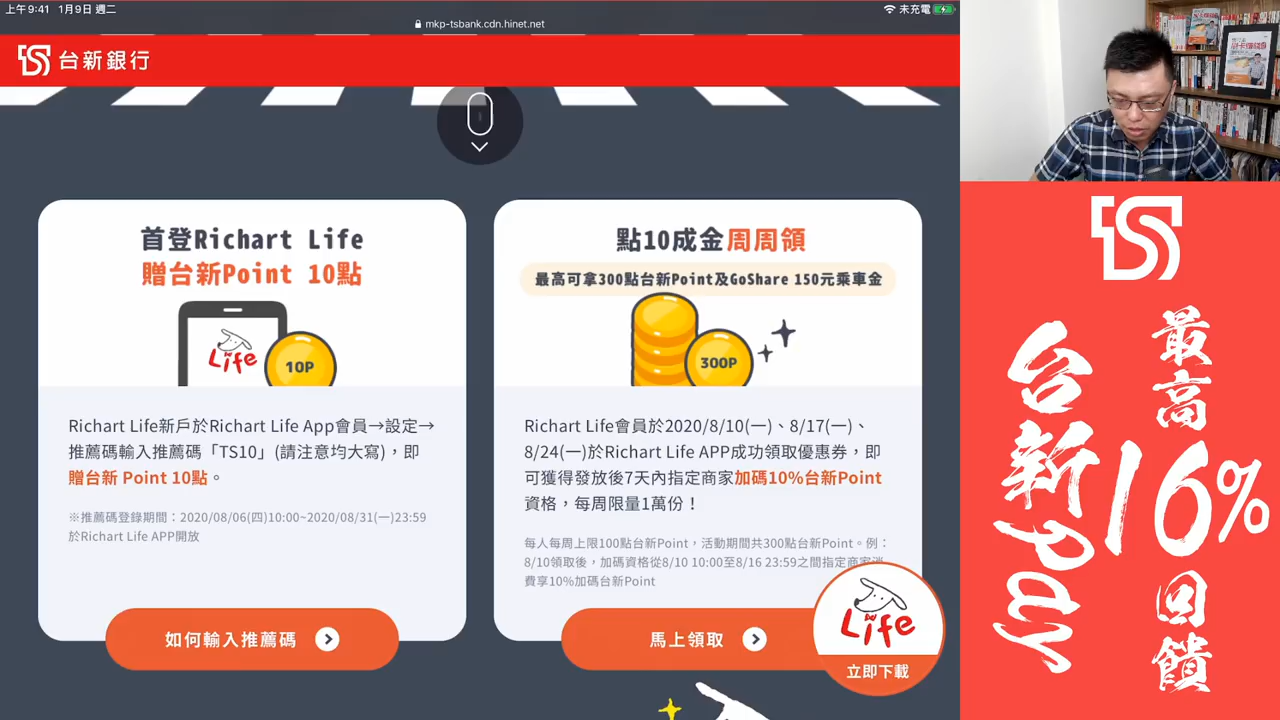 上午9:41 1月9日 週二
未充電
mkp-tsbank.cdn.hinet.net
台新銀行
首登Richart Life
贈台新Point 10點
Life
10P
Richart Life新戶於Richart Life App會員→設定→
推薦碼輸入推薦碼「TS10」(請注意均大寫)，即
贈台新 Point 10點。
※推薦碼登錄期間：2020/08/06(四)10:00~2020/08/31(一)23:59
於Richart Life APP開放
如何輸入推薦碼
點10成金周周領
最高可拿300點台新Point及GoShare 150元乘車金
300P
Richart Life會員於2020/8/10(一)、8/17(一)、
8/24(一)於Richart Life APP成功領取優惠券，即
可獲得發放後7天內指定商家加碼10%台新Point
資格，每周限量1萬份！
每人每周上限100點台新Point，活動期間共300點台新Point。例：
8/10領取後，加碼資格從8/10 10:00至8/16 23:59之間指定商家消
費享10%加碼台新Point
馬上領取
Life
立即下載
最高16%回饋
台新Pay